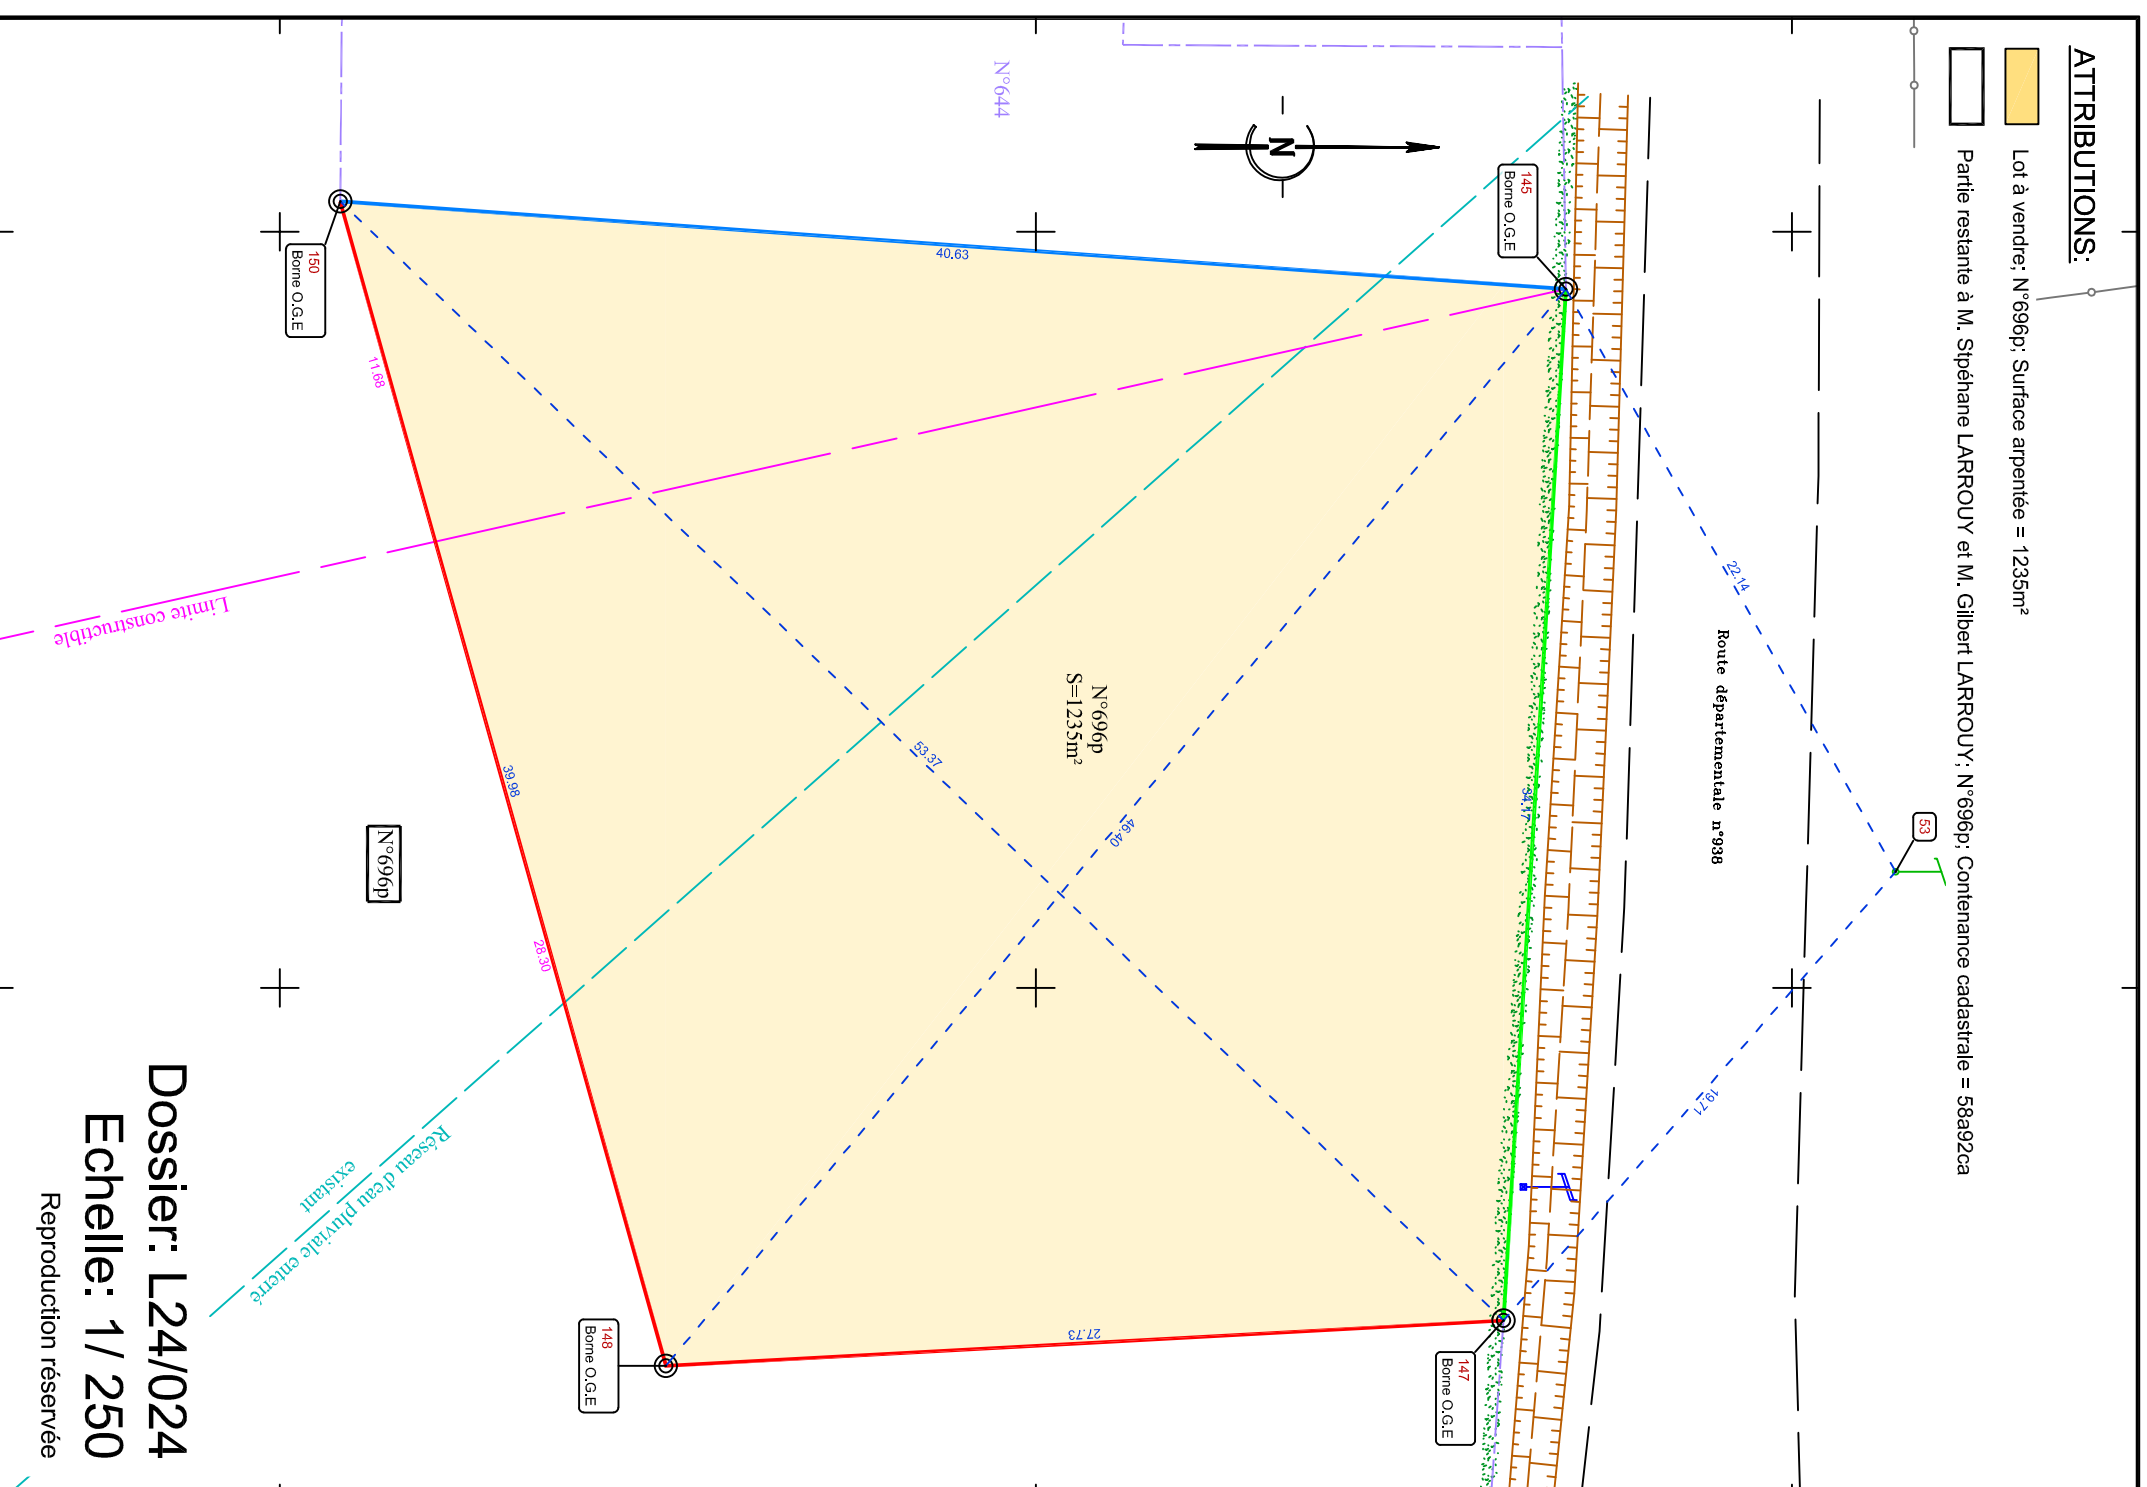 ATTRIBUTIONS:
Lot à vendre; N°696p; Surface arpentée = 1235m²
Partie restante à M. Stpéhane LARROUY et M. Gilbert LARROUY; N°696p; Contenance cadastrale = 58a92ca
53
22.14
Route départementale n°938
19.71
145
Borne O.G.E
34.17
147
Borne O.G.E
N
N°644
40.63
N°696p
S=1235m²
46.40
53.37
27.73
150
Borne O.G.E
11.68
39.98
28.30
148
Borne O.G.E
N°696p
Limite constructible
Réseau d'eau pluviale enterré
existant
Dossier: L24/024
Echelle: 1/ 250
Reproduction réservée